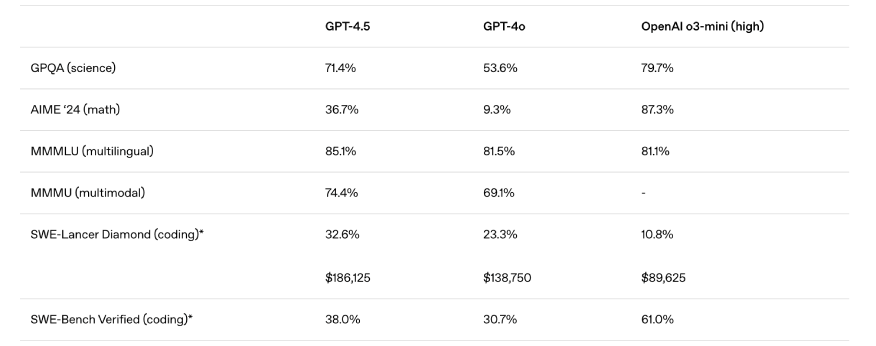 GPT-4.5 GPT-4o OpenAI o3-mini (high)
GPQA (science) 71.4% 53.6% 79.7%
AIME ‘24 (math) 36.7% 9.3% 87.3%
MMMLU (multilingual) 85.1% 81.5% 81.1%
MMMU (multimodal) 74.4% 69.1% -
SWE-Lancer Diamond (coding)* 32.6% 23.3% 10.8%
$186,125 $138,750 $89,625
SWE-Bench Verified (coding)* 38.0% 30.7% 61.0%